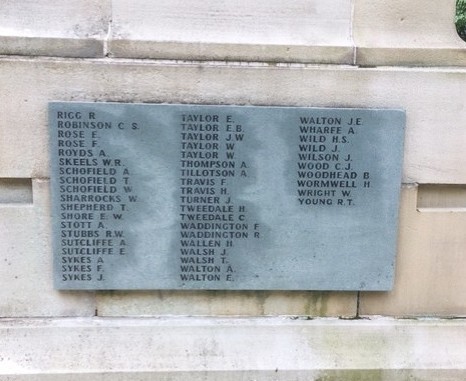 RIGG R
ROBINSON C. S.
ROSE E.
ROSE F.
ROYDS A.
SKEELS W.R.
SCHOFIELD A.
SCHOFIELD T.
SCHOFIELD W
SHARROCKS W
SHEPHERD T.
SHORE E. W.
STOTT A.
STUBBS R.W.
SUTCLIFFE A.
SUTCLIFFE E.
SYKES A.
SYKES F.
SYKES J.
TAYLOR E.
TAYLOR E.B.
TAYLOR J.W
TAYLOR W
TAYLOR W.
THOMPSON A.
TILLOTSON A.
TRAVIS F.
TRAVIS H.
TURNER J.
TWEEDALE H.
TWEEDALE C.
WADDINGTON F.
WADDINGTON R.
WALLEN H.
WALSH J.
WALSH T.
WALTON A.
WALTON E.
WALTON J.E.
WHARFE A.
WILD H.S.
WILD J.
WILSON J.
WOOD C.J.
WOODHEAD B.
WORMWELL H.
WRIGHT W.
YOUNG R.T.